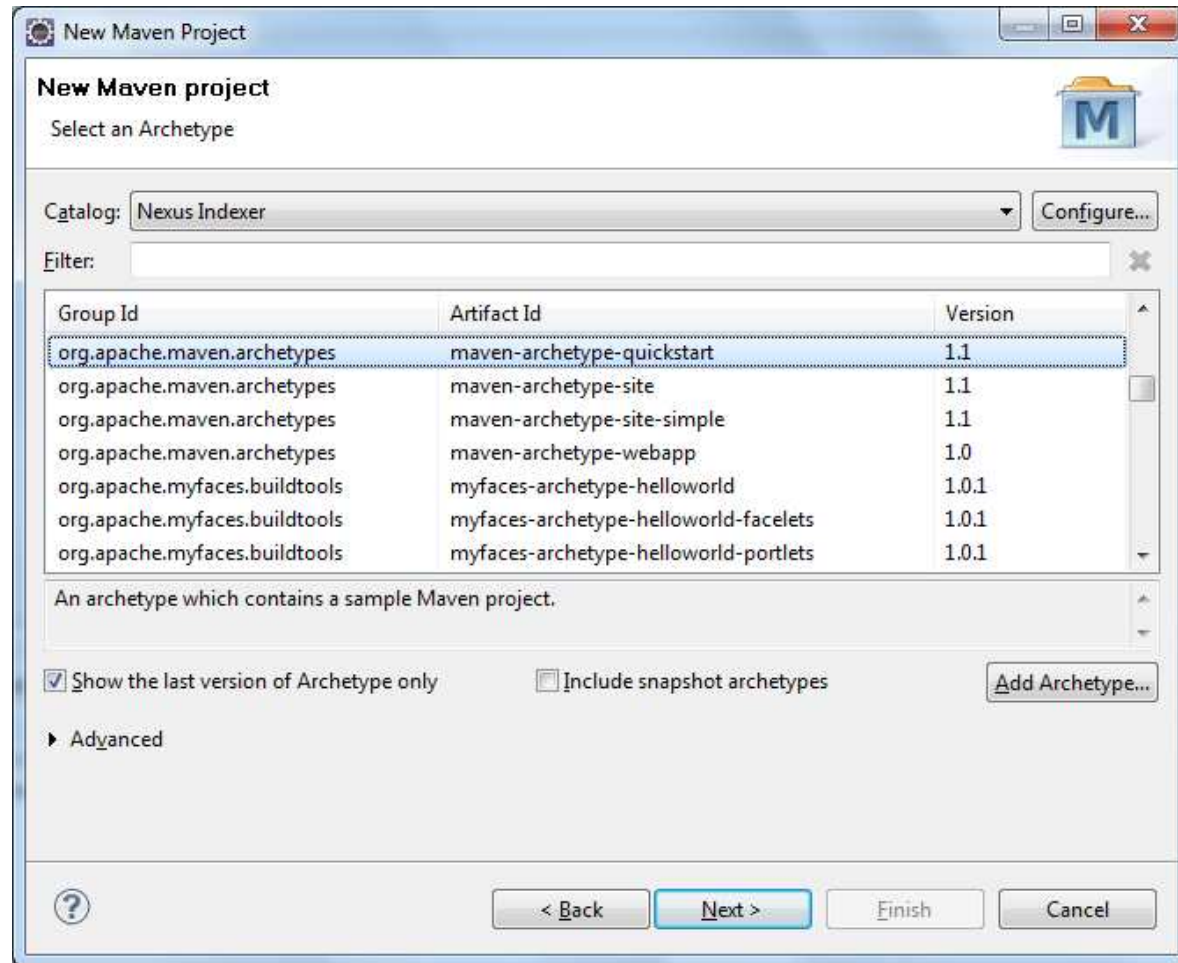 New Maven Project
New Maven project
Select an Archetype
M
Catalog: Nexus Indexer Configure...
Filter:
Group Id Artifact Id Version
org.apache.maven.archetypes maven-archetype-quickstart 1.1
org.apache.maven.archetypes maven-archetype-site 1.1
org.apache.maven.archetypes maven-archetype-site-simple 1.1
org.apache.maven.archetypes maven-archetype-webapp 1.0
org.apache.myfaces.buildtools myfaces-archetype-helloworld 1.0.1
org.apache.myfaces.buildtools myfaces-archetype-helloworld-facelets 1.0.1
org.apache.myfaces.buildtools myfaces-archetype-helloworld-portlets 1.0.1
An archetype which contains a sample Maven project.
Show the last version of Archetype only Include snapshot archetypes Add Archetype...
Advanced
? < Back Next > Finish Cancel